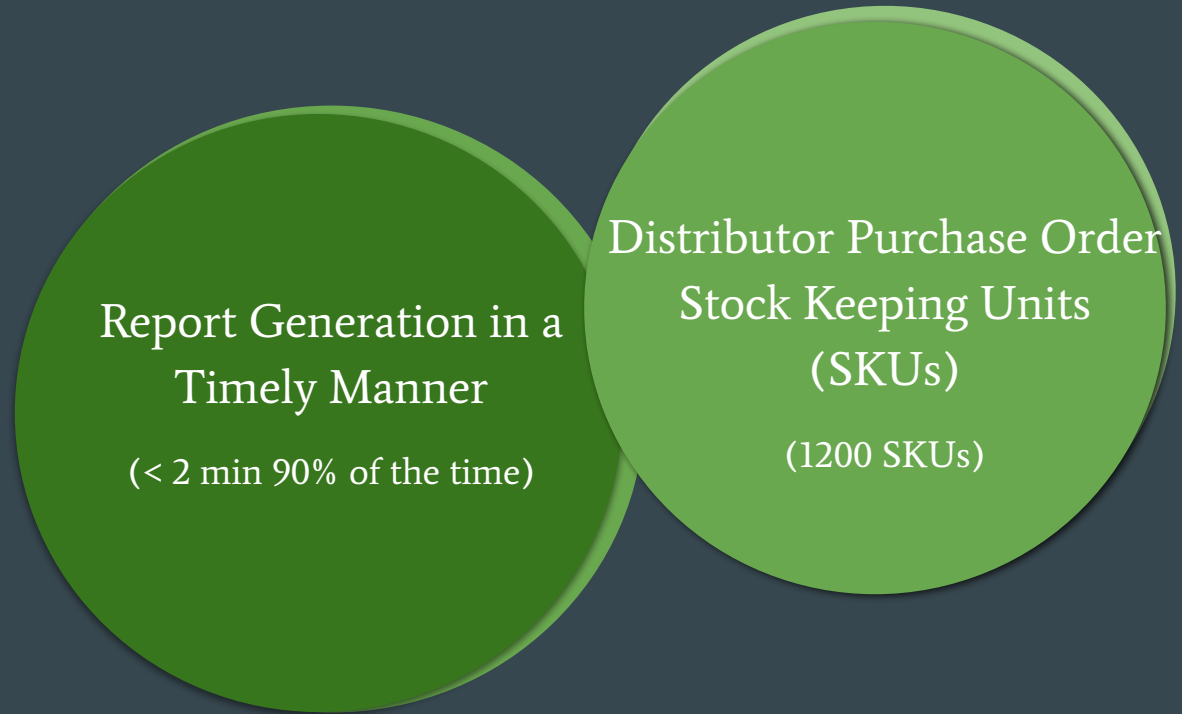 Report Generation in a
Timely Manner
(< 2 min 90% of the time)
Distributor Purchase Order
Stock Keeping Units
(SKUs)
(1200 SKUs)